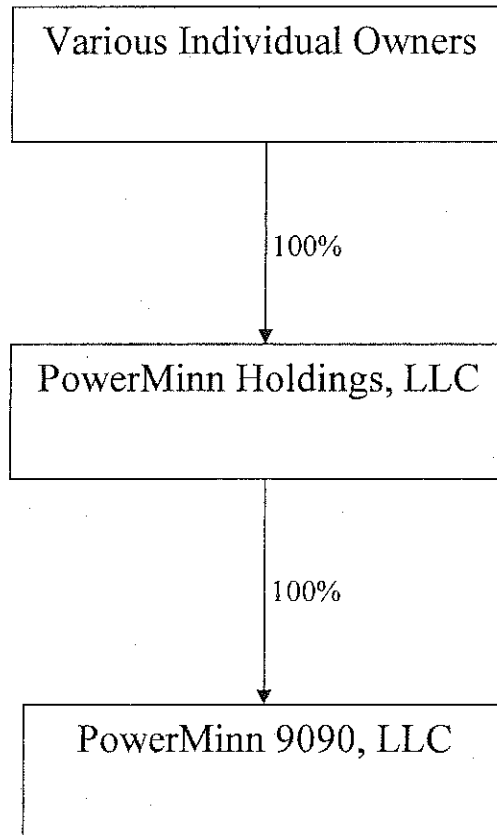 Various Individual Owners
100%
PowerMinn Holdings, LLC
100%
PowerMinn 9090, LLC